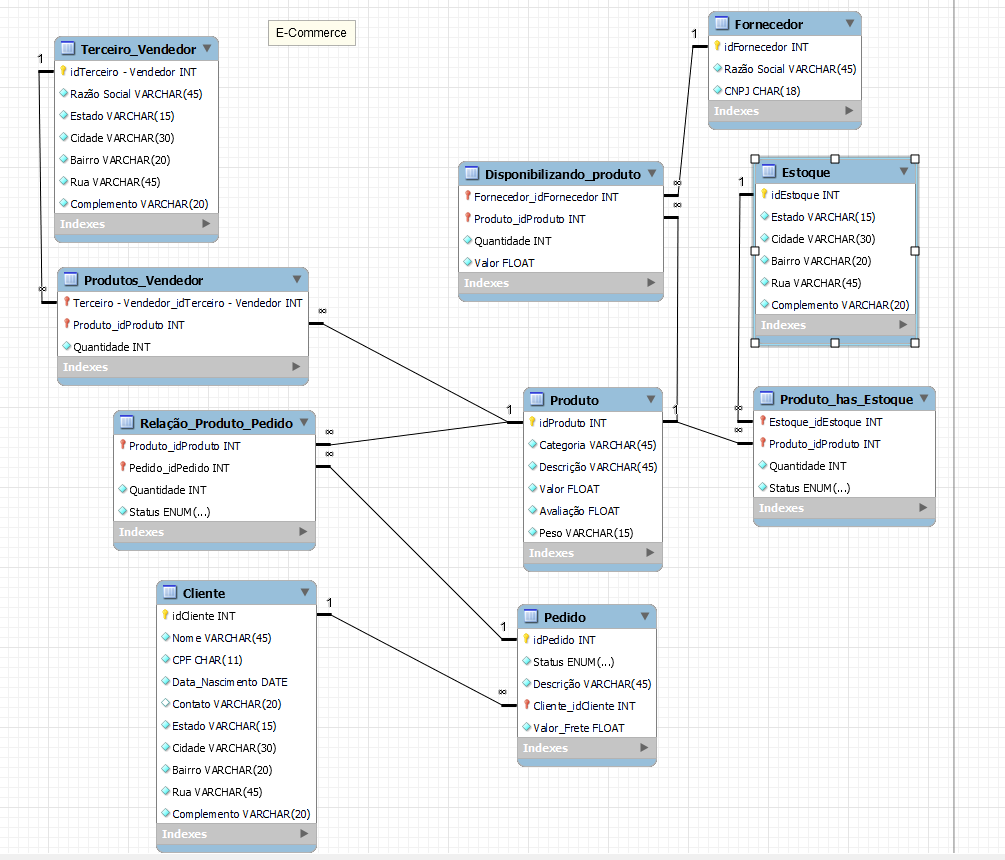 E-Commerce
Terceiro_Vendedor
1
idTerceiro - Vendedor INT
Razão Social VARCHAR(45)
Estado VARCHAR(15)
Cidade VARCHAR(30)
Bairro VARCHAR(20)
Rua VARCHAR(45)
Complemento VARCHAR(20)
Indexes
Fornecedor
1
idFornecedor INT
Razão Social VARCHAR(45)
CNPJ CHAR(18)
Indexes
Disponibilizando_produto
Fornecedor_idFornecedor INT
∞
Produto_idProduto INT
∞
Quantidade INT
Valor FLOAT
Indexes
Estoque
1
idEstoque INT
Estado VARCHAR(15)
Cidade VARCHAR(30)
Bairro VARCHAR(20)
Rua VARCHAR(45)
Complemento VARCHAR(20)
Indexes
Produtos_Vendedor
∞
Terceiro - Vendedor_idTerceiro - Vendedor INT
Produto_idProduto INT
∞
Quantidade INT
Indexes
Produto
1
idProduto INT
1
Categoria VARCHAR(45)
Descrição VARCHAR(45)
Valor FLOAT
Avaliação FLOAT
Peso VARCHAR(15)
Indexes
Produto_has_Estoque
∞
Estoque_idEstoque INT
∞
Produto_idProduto INT
Quantidade INT
Status ENUM(...)
Indexes
Relação_Produto_Pedido
Produto_idProduto INT
∞
Pedido_idPedido INT
∞
Quantidade INT
Status ENUM(...)
Indexes
Cliente
idCliente INT
1
Nome VARCHAR(45)
CPF CHAR(11)
Data_Nascimento DATE
Contato VARCHAR(20)
Estado VARCHAR(15)
Cidade VARCHAR(30)
Bairro VARCHAR(20)
Rua VARCHAR(45)
Complemento VARCHAR(20)
Indexes
Pedido
1
idPedido INT
Status ENUM(...)
Descrição VARCHAR(45)
∞
Cliente_idCliente INT
Valor_Frete FLOAT
Indexes